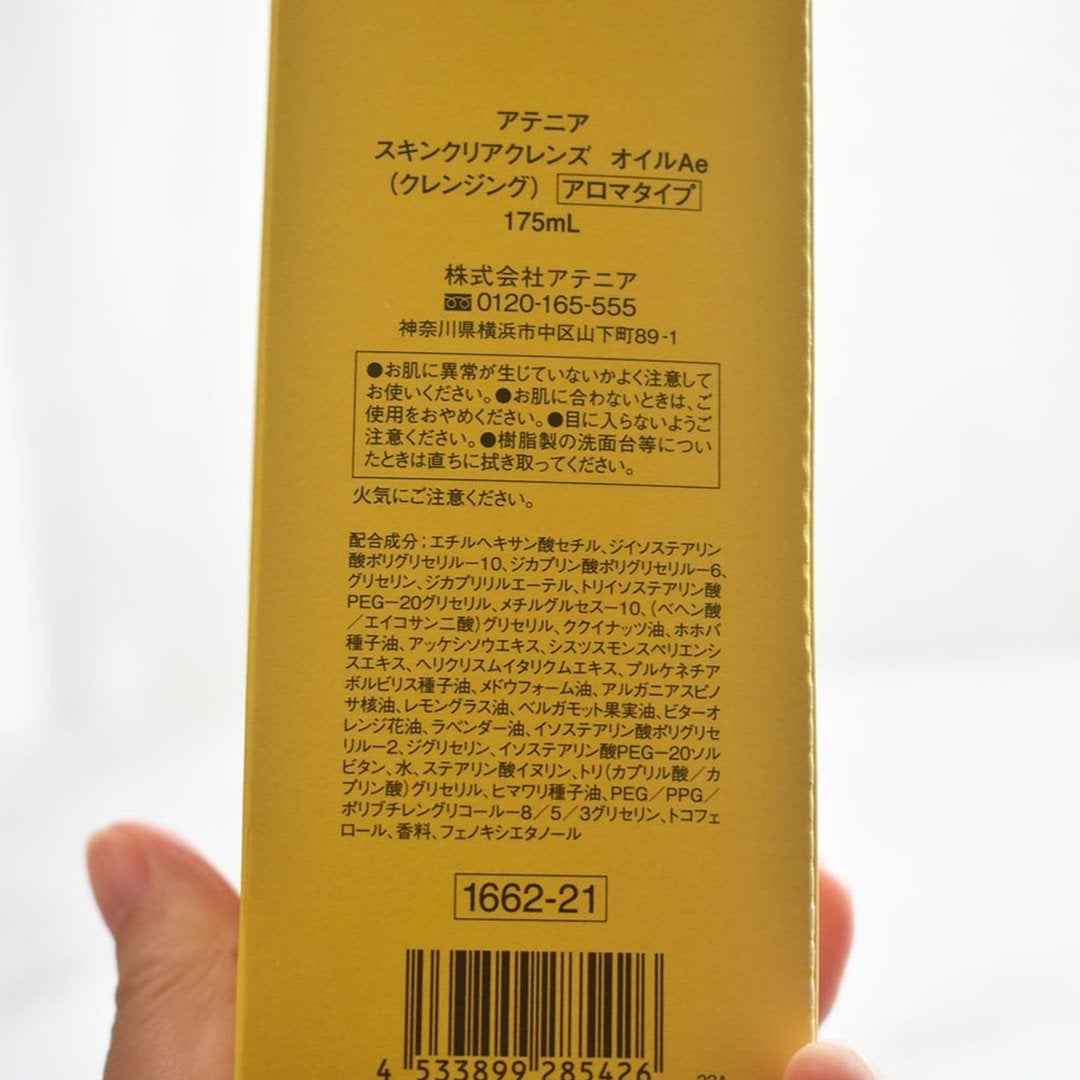 アテニア
スキンクリアクレンズ オイルAe
(クレンジング) アロマタイプ
175mL
株式会社アテニア
0120-165-555
神奈川県横浜市中区山下町89-1
●お肌に異常が生じていないかよく注意して
お使いください。●お肌に合わないときは、ご
使用をおやめください。●目に入らないようご
注意ください。●樹脂製の洗面台等につい
たときは直ちに拭き取ってください。
火気にご注意ください。
配合成分；エチルヘキサン酸セチル、ジイソステアリン
酸ポリグリセリル－10、ジカプリン酸ポリグリセリル－6、
グリセリン、ジカプリリルエーテル、トリイソステアリン酸
PEG－20グリセリル、メチルグルセス－10、(ベヘン酸
／エイコサン二酸)グリセリル、ククイナッツ油、ホホバ
種子油、アッケシソウエキス、シスツスモンスペリエンシ
スエキス、ヘリクリスムイタリクムエキス、プルケネチア
ボルビリス種子油、メドウフォーム油、アルガニアスピノ
サ核油、レモングラス油、ベルガモット果実油、ビターオ
レンジ花油、ラベンダー油、イソステアリン酸ポリグリセ
リル－2、ジグリセリン、イソステアリン酸PEG－20ソル
ビタン、水、ステアリン酸イヌリン、トリ(カプリル酸／カ
プリン酸)グリセリル、ヒマワリ種子油、PEG／PPG／
ポリブチレングリコール－8／5／3グリセリン、トコフェ
ロール、香料、フェノキシエタノール
1662-21
4 533899 285426